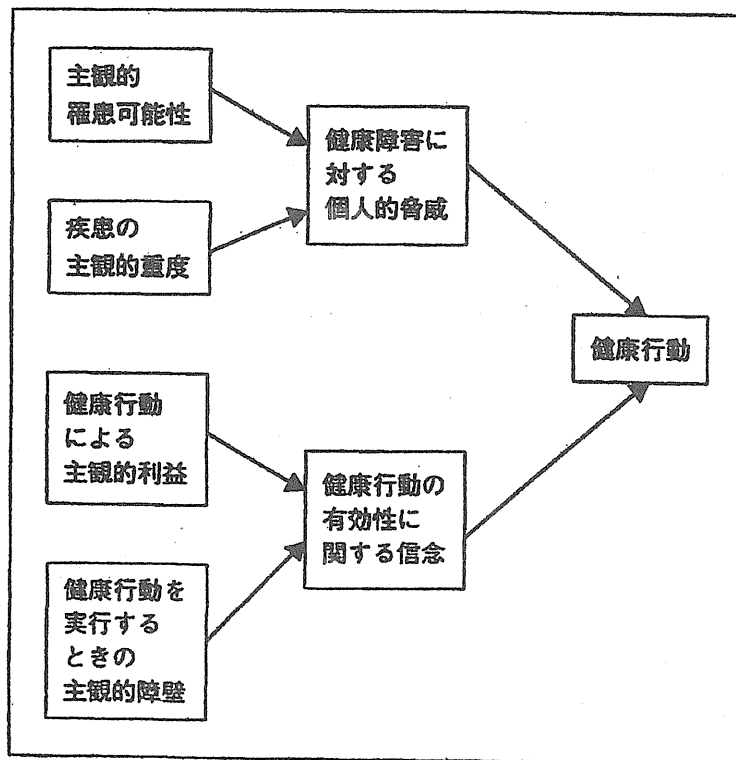 主観的
罹患可能性
疾患の
主観的重度
健康障害に
対する
個人的脅威
健康行動
健康行動
による
主観的利益
健康行動の
有効性に
関する信念
健康行動を
実行する
ときの
主観的障壁